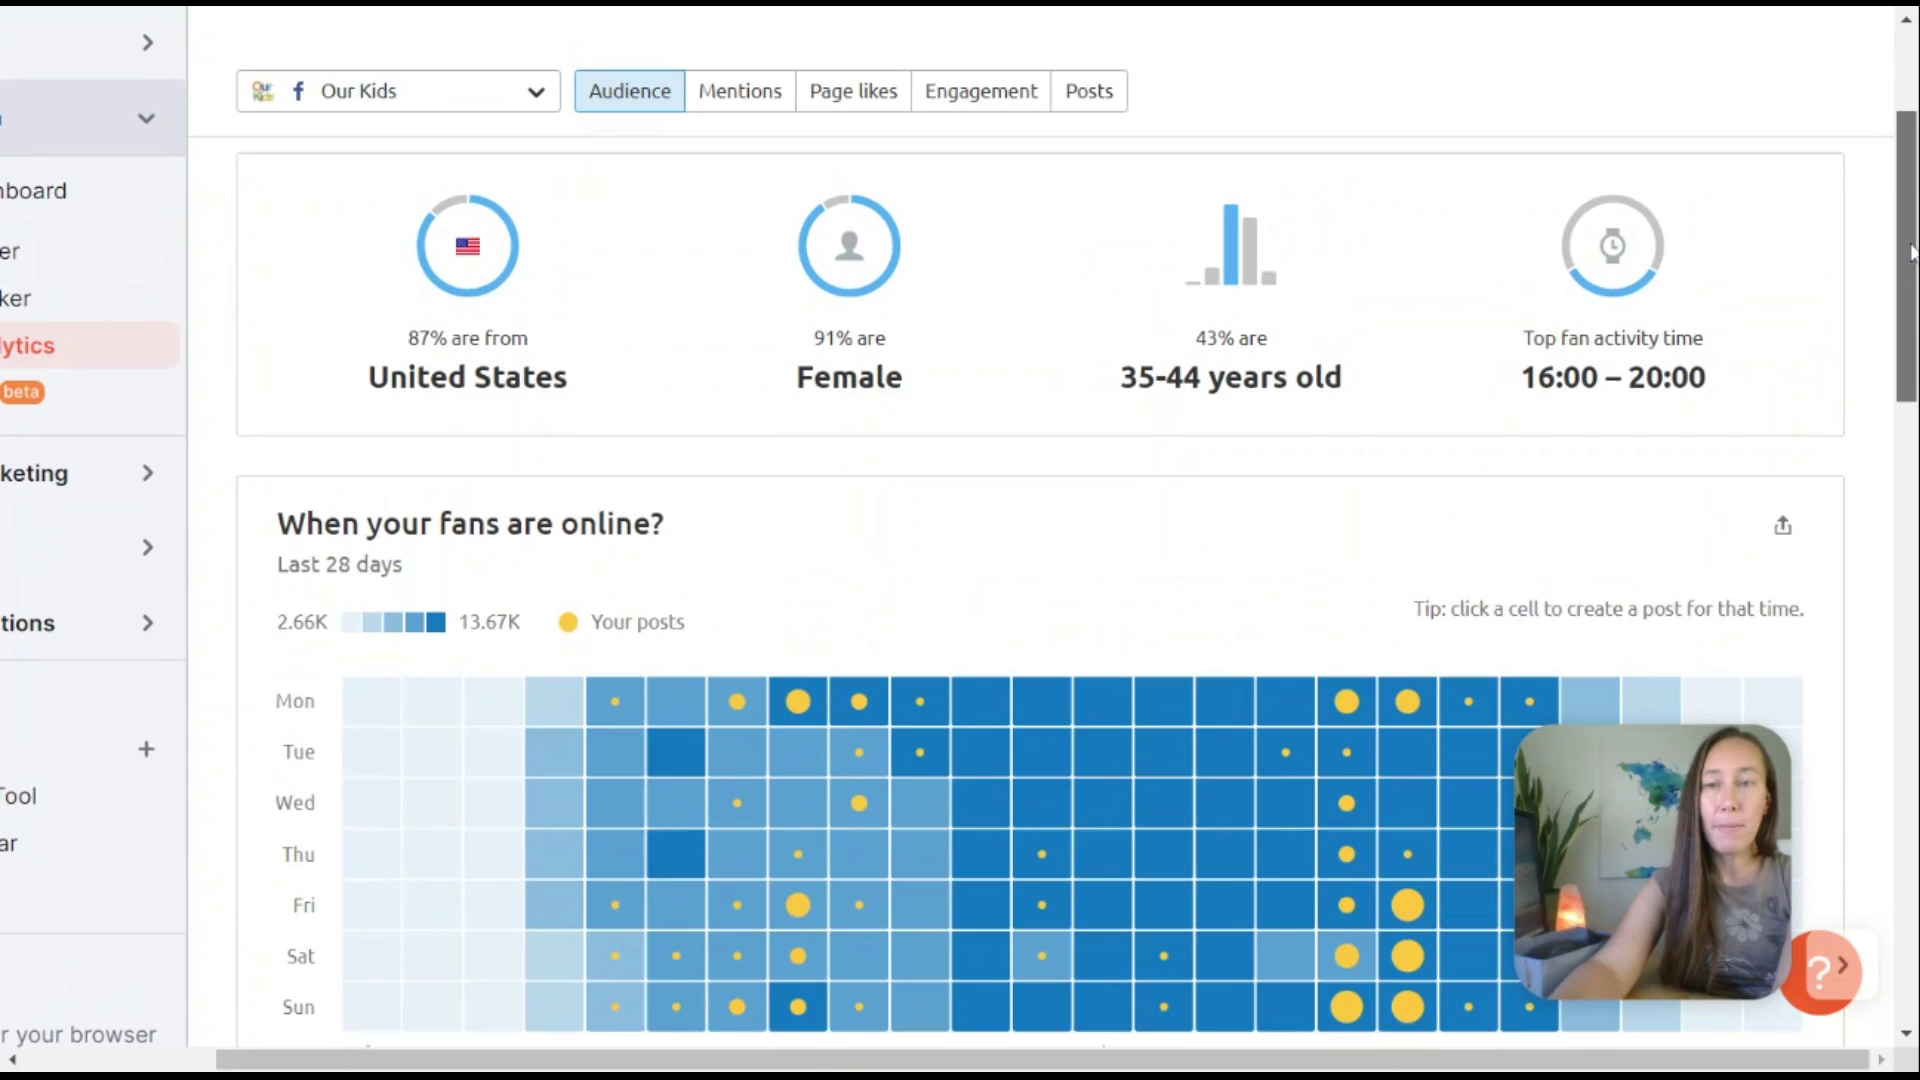 Our Kids
Audience
Mentions
Page likes
Engagement
Posts
board
er
ker
lytics
beta
keting
tions
Tool
ar
r your browser
87% are from
United States
91% are
Female
43% are
35-44 years old
Top fan activity time
16:00 – 20:00
When your fans are online?
Last 28 days
2.66K
13.67K
Your posts
Tip: click a cell to create a post for that time.
Mon
Tue
Wed
Thu
Fri
Sat
Sun
?